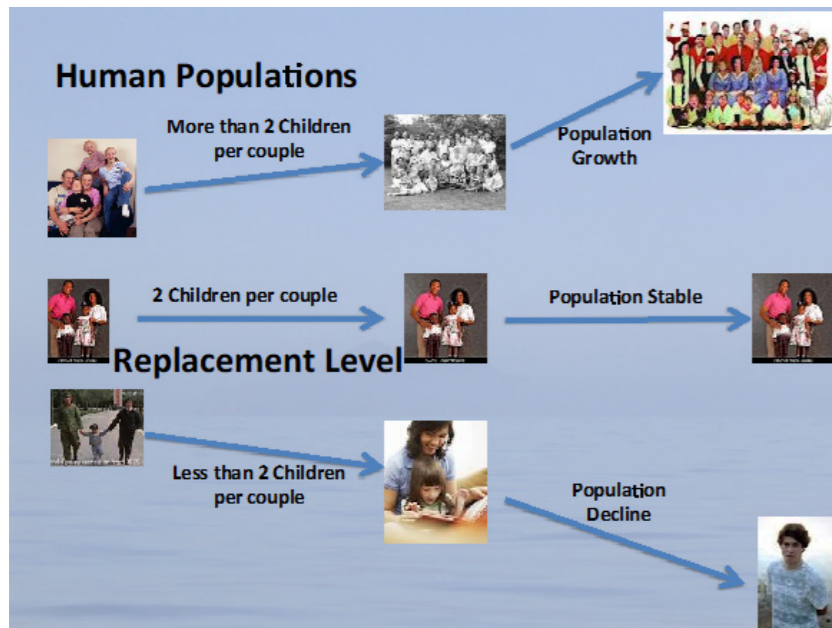 Human Populations
More than 2 Children
per couple
Population
Growth
2 Children per couple
Population Stable
Replacement Level
Less than 2 Children
per couple
Population
Decline